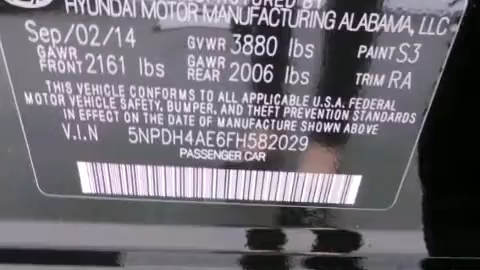 BY
HYUNDAI MOTOR MANUFACTURING ALABAMA, LLC
Sep/02/14 GVWR 3880 lbs PAINT S3
GAWR FRONT 2161 lbs GAWR REAR 2006 lbs TRIM RA
THIS VEHICLE CONFORMS TO ALL APPLICABLE U.S.A. FEDERAL
MOTOR VEHICLE SAFETY, BUMPER, AND THEFT PREVENTION STANDARDS
IN EFFECT ON THE DATE OF MANUFACTURE SHOWN ABOVE.
V.I.N 5NPDH4AE6FH582029
PASSENGER CAR